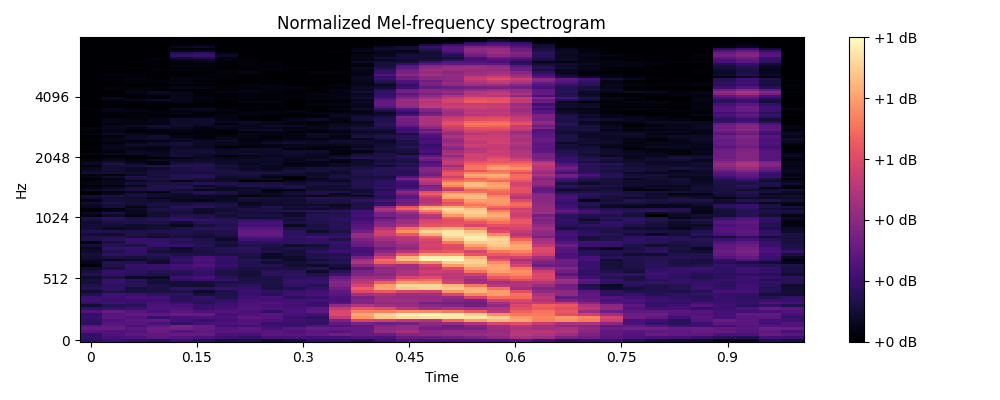 Normalized Mel-frequency spectrogram
Hz
4096
2048
1024
512
0
0 0.15 0.3 0.45 0.6 0.75 0.9
Time
+1 dB
+1 dB
+1 dB
+0 dB
+0 dB
+0 dB